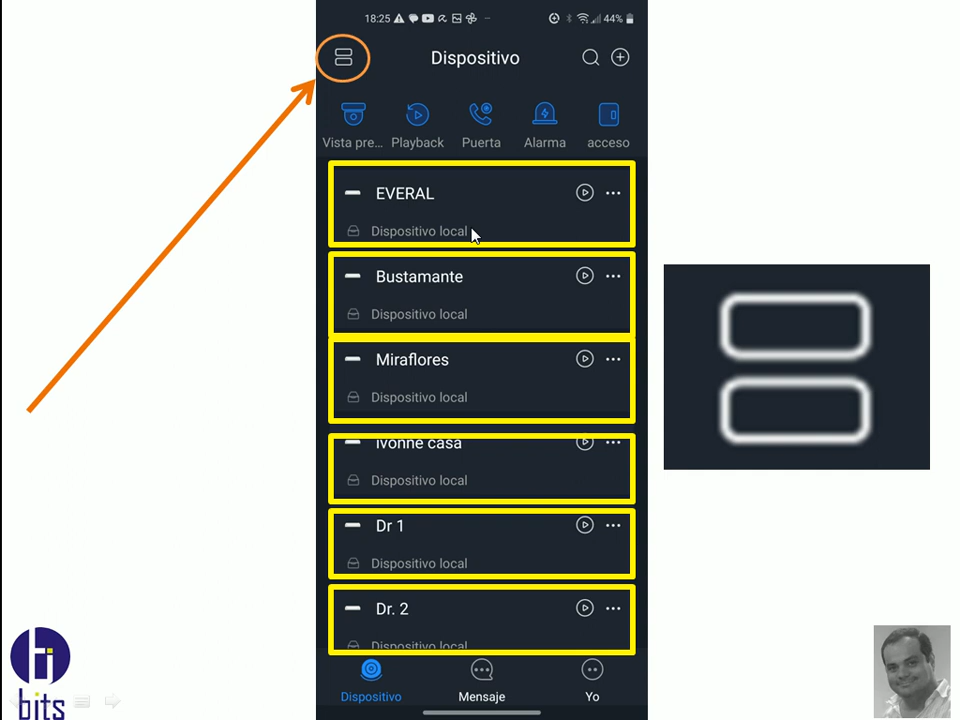 18:25
44%
Dispositivo
Vista pre... Playback Puerta Alarma acceso
EVERAL
Dispositivo local
Bustamante
Dispositivo local
Miraflores
Dispositivo local
Ivonne casa
Dispositivo local
Dr 1
Dispositivo local
Dr. 2
Dispositivo local
Dispositivo Mensaje Yo
hi
bits